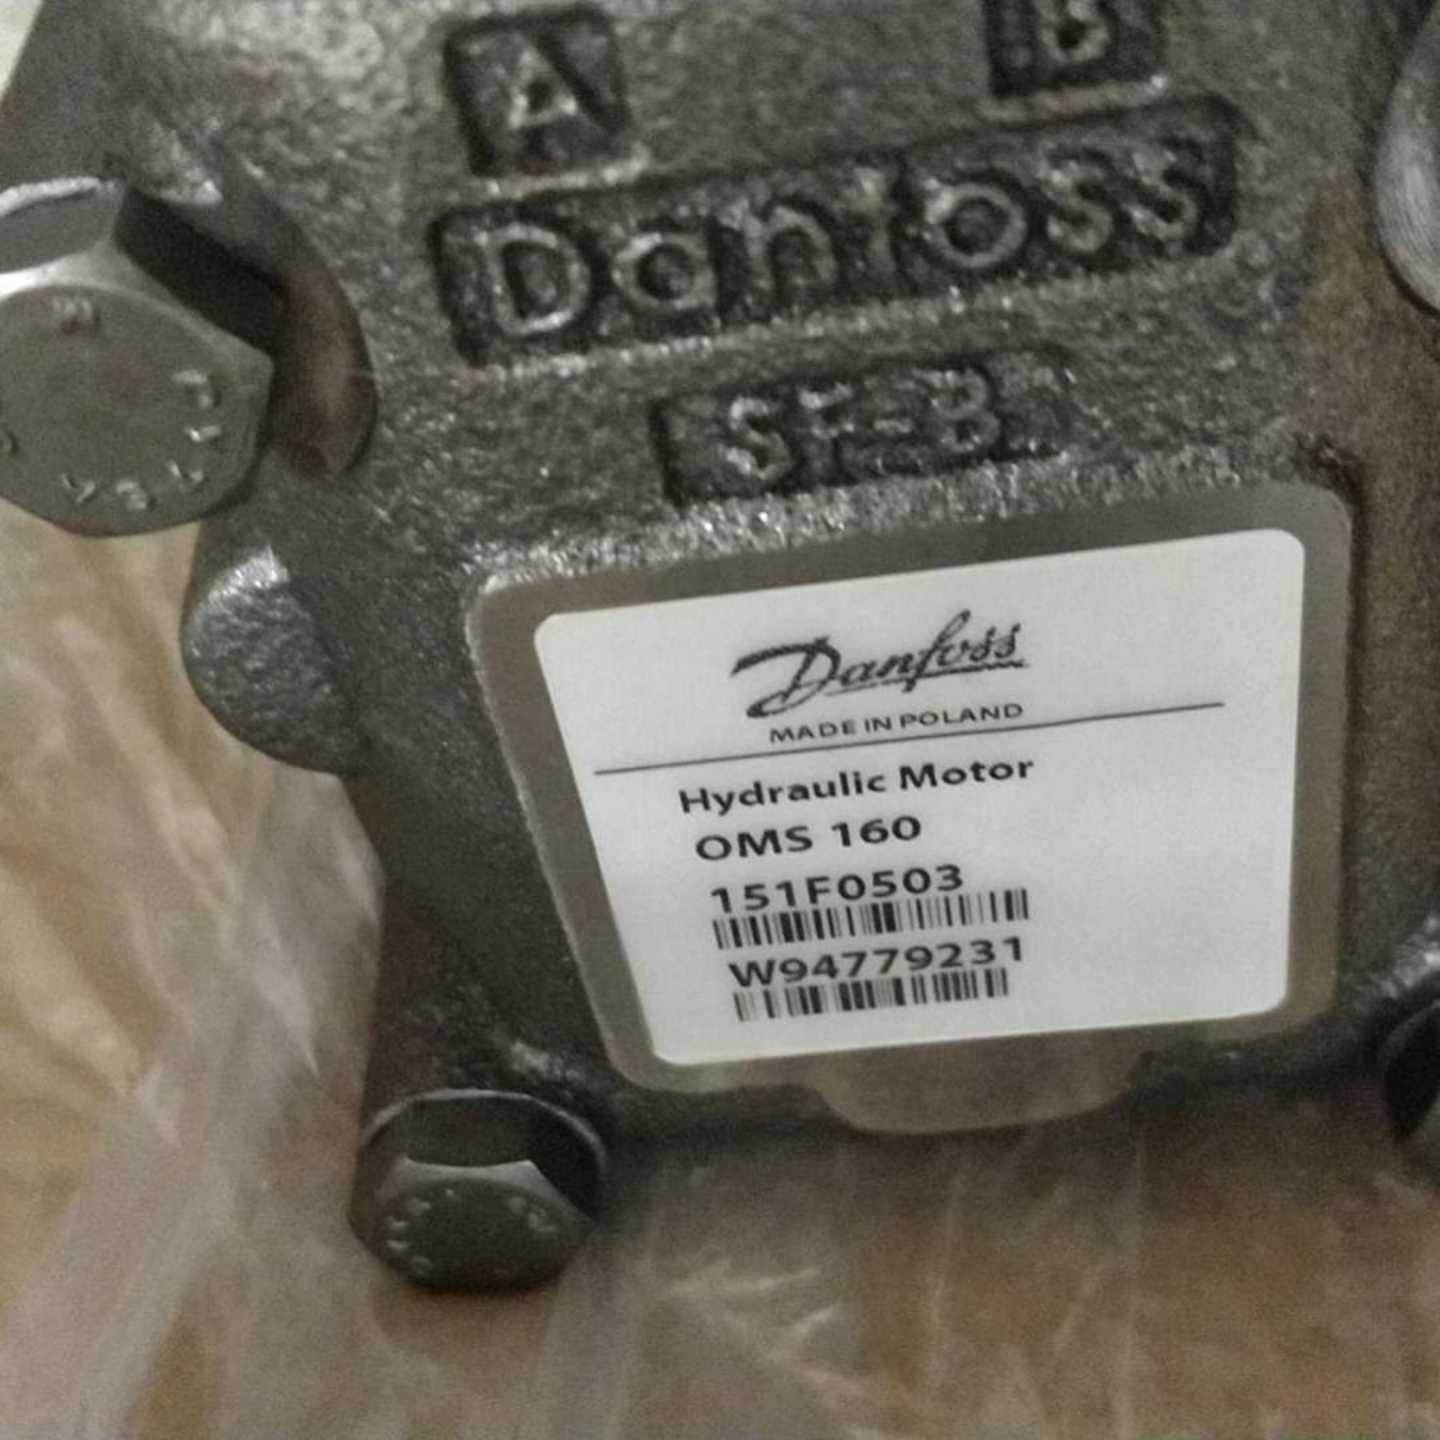 A B
Danfoss
SF-B
Danfoss
MADE IN POLAND
Hydraulic Motor
OMS 160
151F0503
W94779231